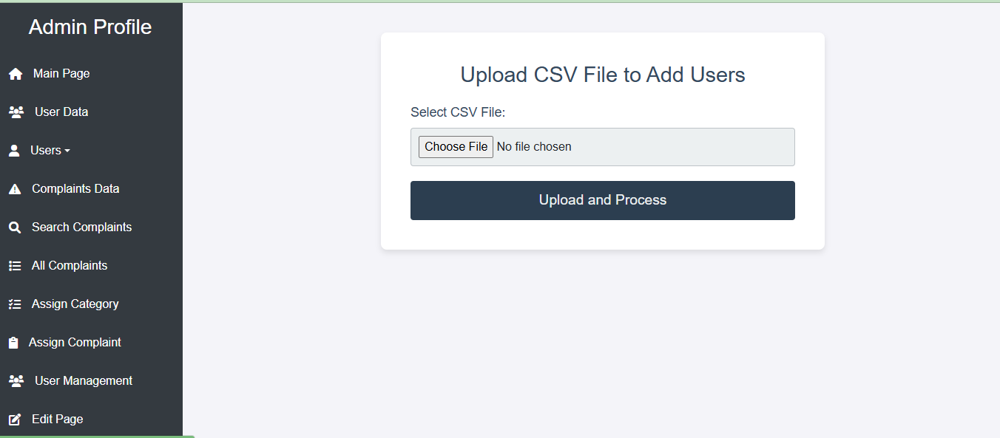 Admin Profile
Main Page
User Data
Users
Complaints Data
Search Complaints
All Complaints
Assign Category
Assign Complaint
User Management
Edit Page
Upload CSV File to Add Users
Select CSV File:
Choose File No file chosen
Upload and Process